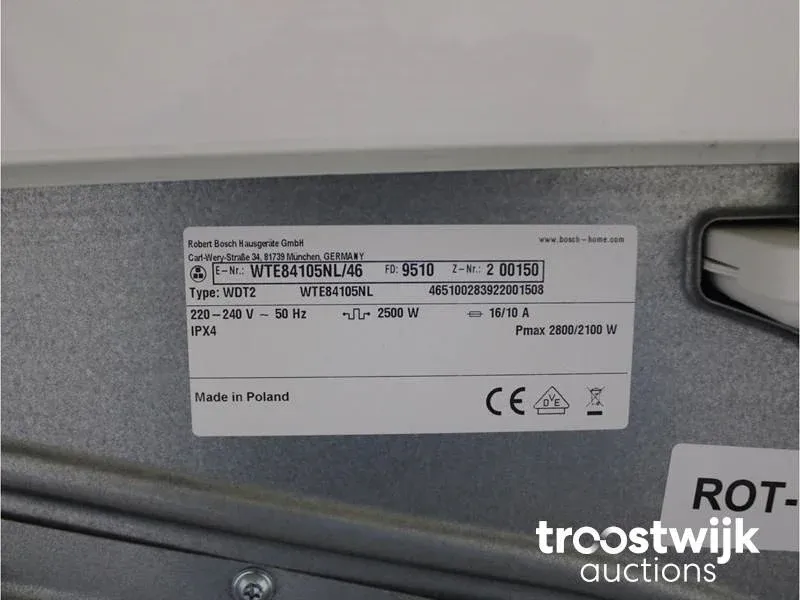 Robert Bosch Hausgeräte GmbH www.bosch-home.com
Carl-Wery-Straße 34, 81739 München, GERMANY
E-Nr.: WTE84105NL/46 FD: 9510 Z-Nr.: 2 00150
Type: WDT2 WTE84105NL 465100283922001508
220-240 V ~ 50 Hz 2500 W 16/10 A
IPX4 Pmax 2800/2100 W
Made in Poland CE DVE
ROT-
troostwijk
auctions